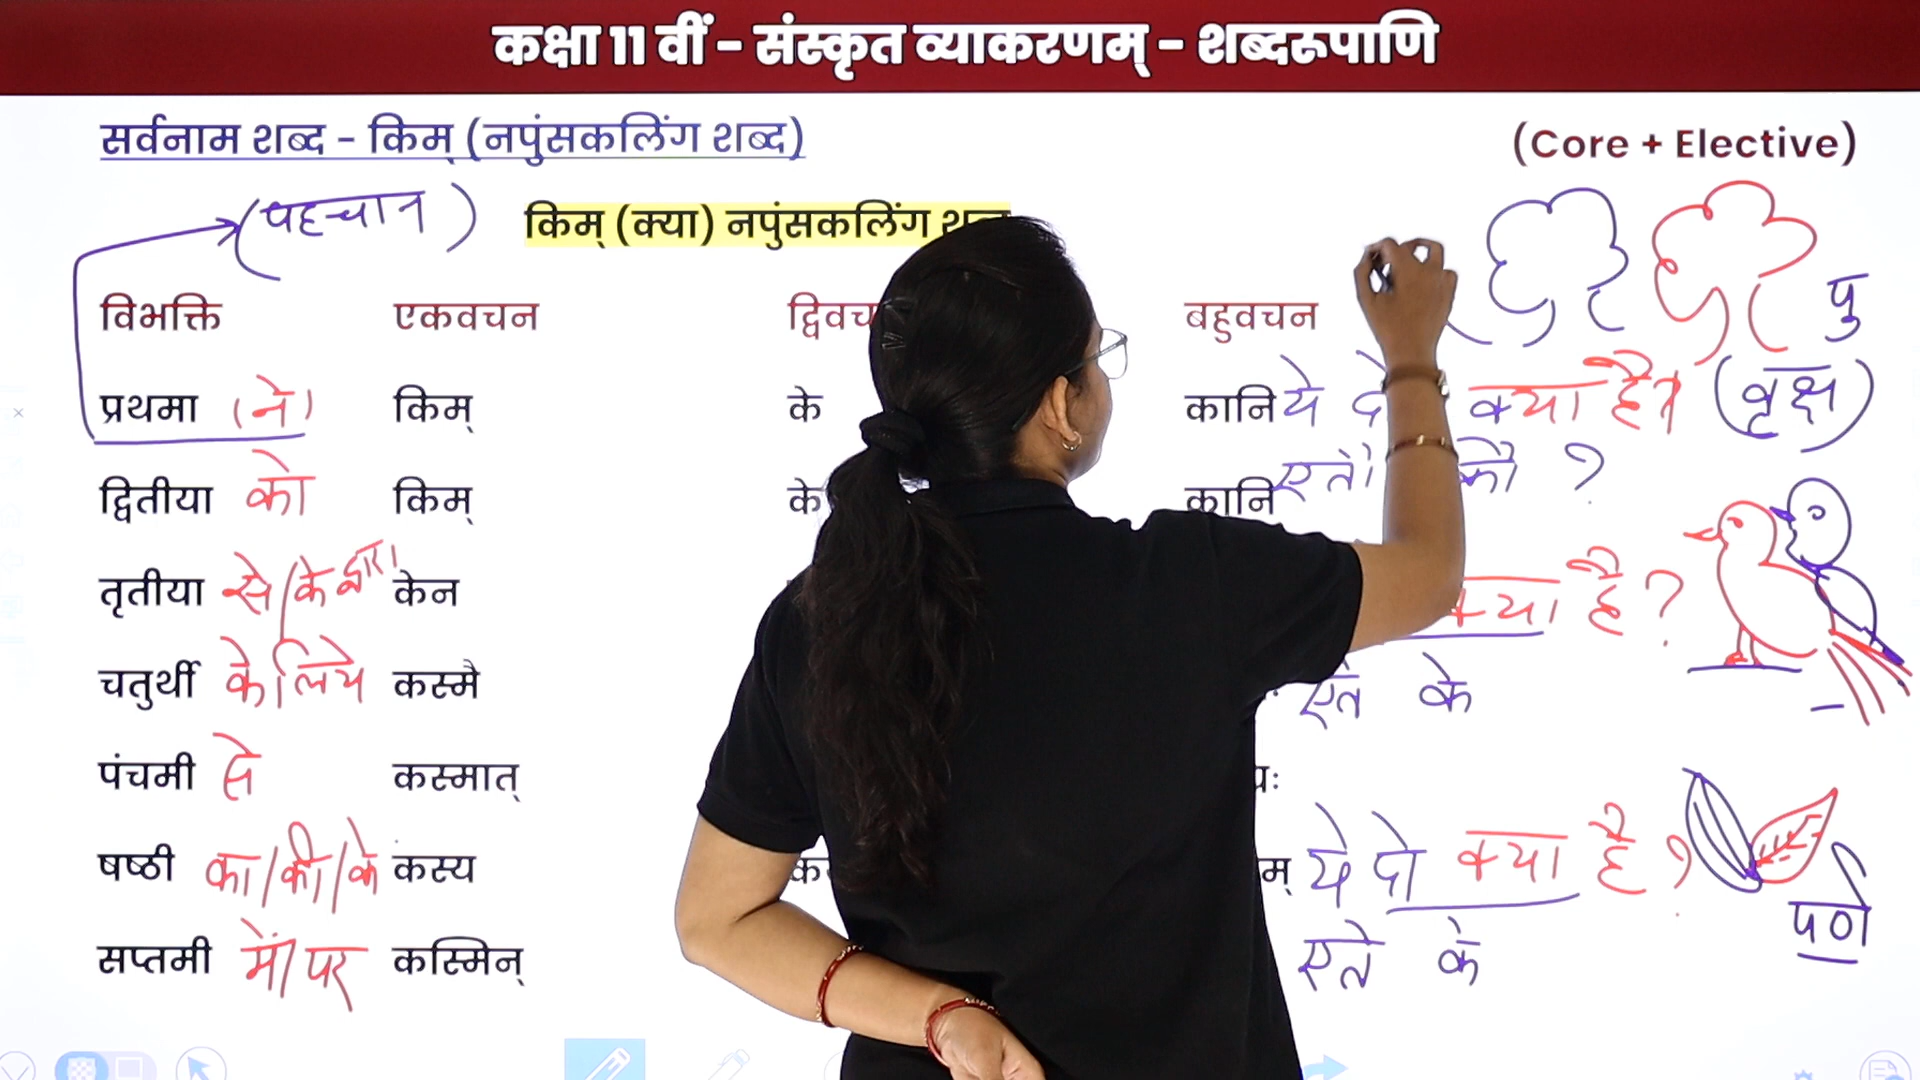 कक्षा 11 वीं - संस्कृत व्याकरणम् - शब्दरूपाणि
सर्वनाम शब्द - किम् (नपुंसकलिंग शब्द) (Core + Elective)
(पहचान) किम् (क्या) नपुंसकलिंग
विभक्ति एकवचन द्विवच बहुवचन पु
प्रथमा (ने) किम् के कानि ये क्या है (वृक्ष)
द्वितीया को किम् के कानि एतौ कौ ?
तृतीया से/के द्वारा केन क्या है ?
चतुर्थी के लिये कस्मै एते के
पंचमी से कस्मात्
षष्ठी का/की/के कस्य ये दो क्या है ?
पर्ण
सप्तमी में/पर कस्मिन् एते के